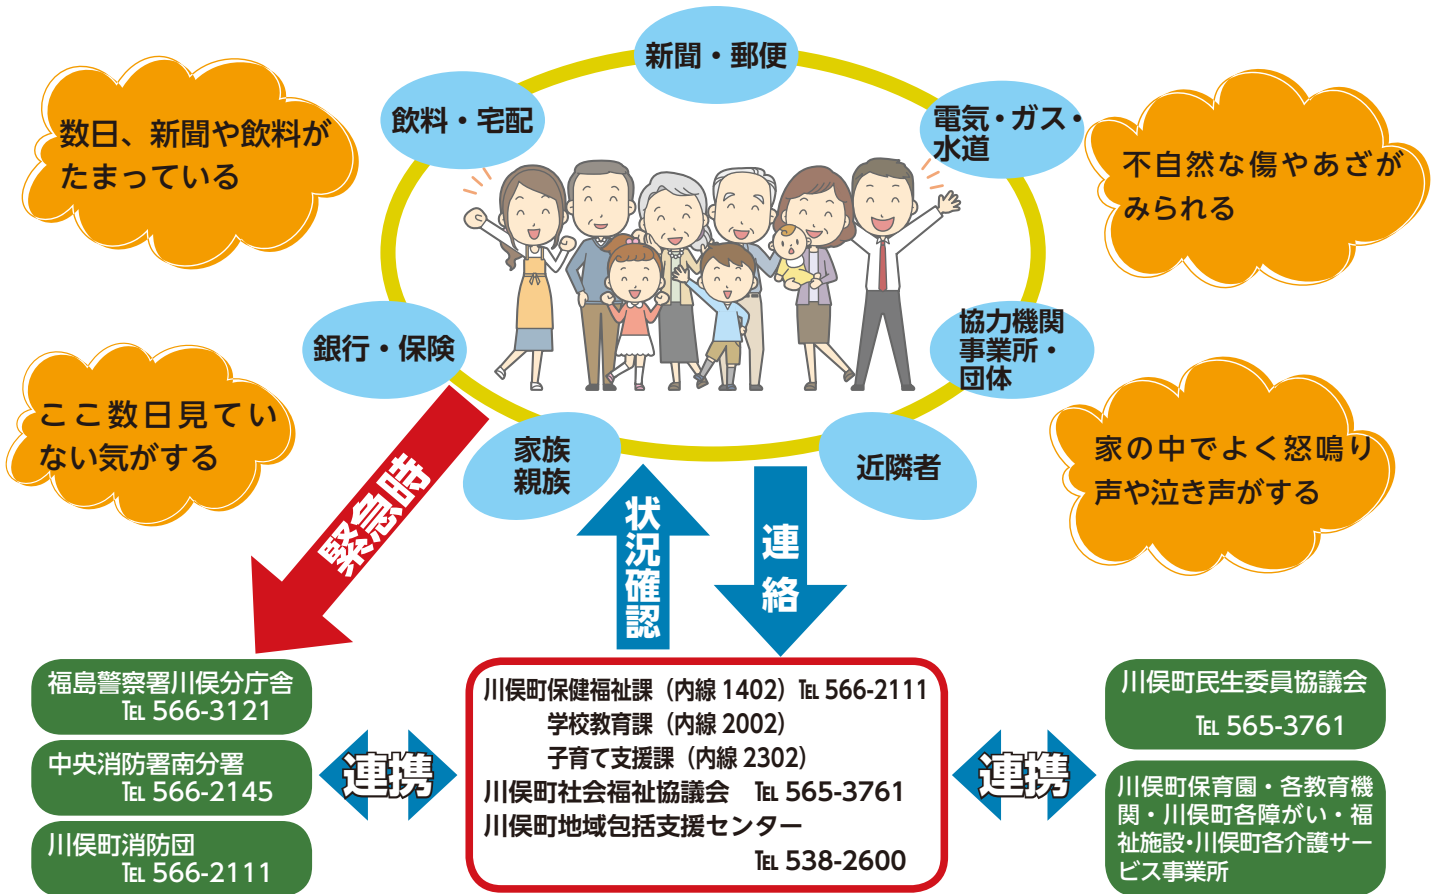 新聞・郵便
飲料・宅配
電気・ガス・
水道
数日、新聞や飲料が
たまっている
不自然な傷やあざが
みられる
銀行・保険
協力機関
事業所・
団体
ここ数日見てい
ない気がする
家族
親族
近隣者
家の中でよく怒鳴り
声や泣き声がする
緊急時
状況確認
連絡
福島警察署川俣分庁舎
℡ 566-3121
中央消防署南分署
℡ 566-2145
川俣町消防団
℡ 566-2111
連携
川俣町保健福祉課（内線 1402）℡ 566-2111
学校教育課（内線 2002）
子育て支援課（内線 2302）
川俣町社会福祉協議会　℡ 565-3761
川俣町地域包括支援センター
℡ 538-2600
連携
川俣町民生委員協議会
℡ 565-3761
川俣町保育園・各教育機
関・川俣町各障がい・福
祉施設・川俣町各介護サー
ビス事業所